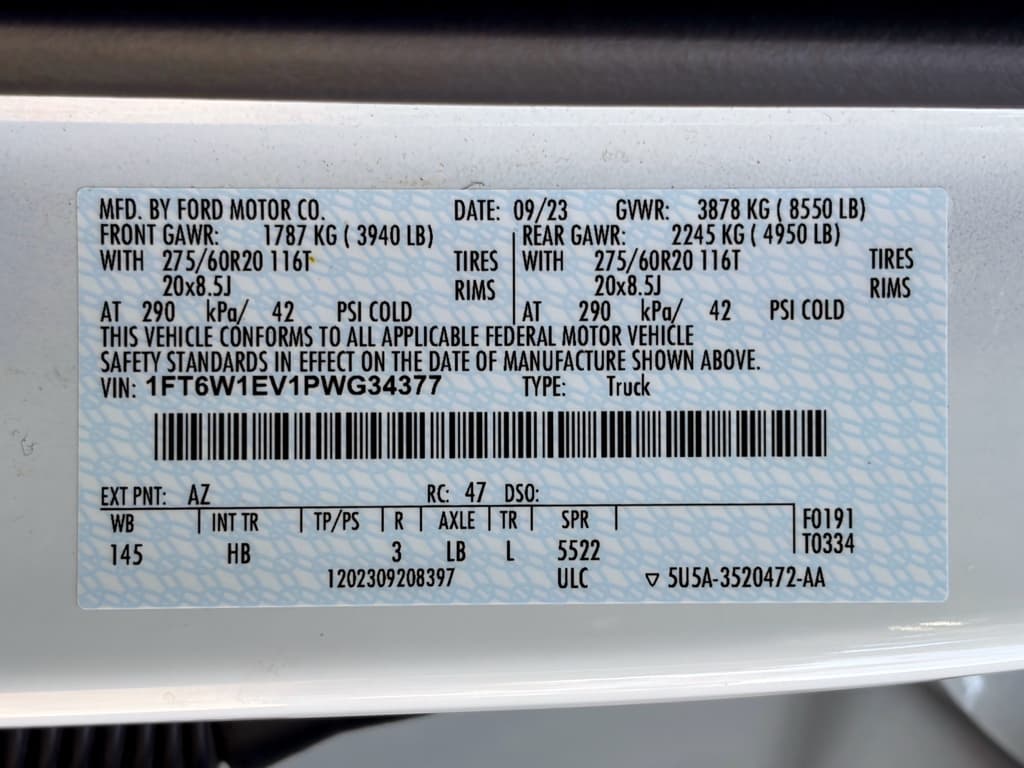 MFD. BY FORD MOTOR CO. DATE: 09/23 GVWR: 3878 KG ( 8550 LB)
FRONT GAWR: 1787 KG ( 3940 LB) REAR GAWR: 2245 KG ( 4950 LB)
WITH 275/60R20 116T TIRES WITH 275/60R20 116T TIRES
20x8.5J RIMS 20x8.5J RIMS
AT 290 kPa/ 42 PSI COLD AT 290 kPa/ 42 PSI COLD
THIS VEHICLE CONFORMS TO ALL APPLICABLE FEDERAL MOTOR VEHICLE
SAFETY STANDARDS IN EFFECT ON THE DATE OF MANUFACTURE SHOWN ABOVE.
VIN: 1FT6W1EV1PWG34377 TYPE: Truck
EXT PNT: AZ RC: 47 DSO:
WB INT TR TP/PS R AXLE TR SPR F0191
145 HB 3 LB L 5522 T0334
1202309208397 ULC ▽ 5U5A-3520472-AA